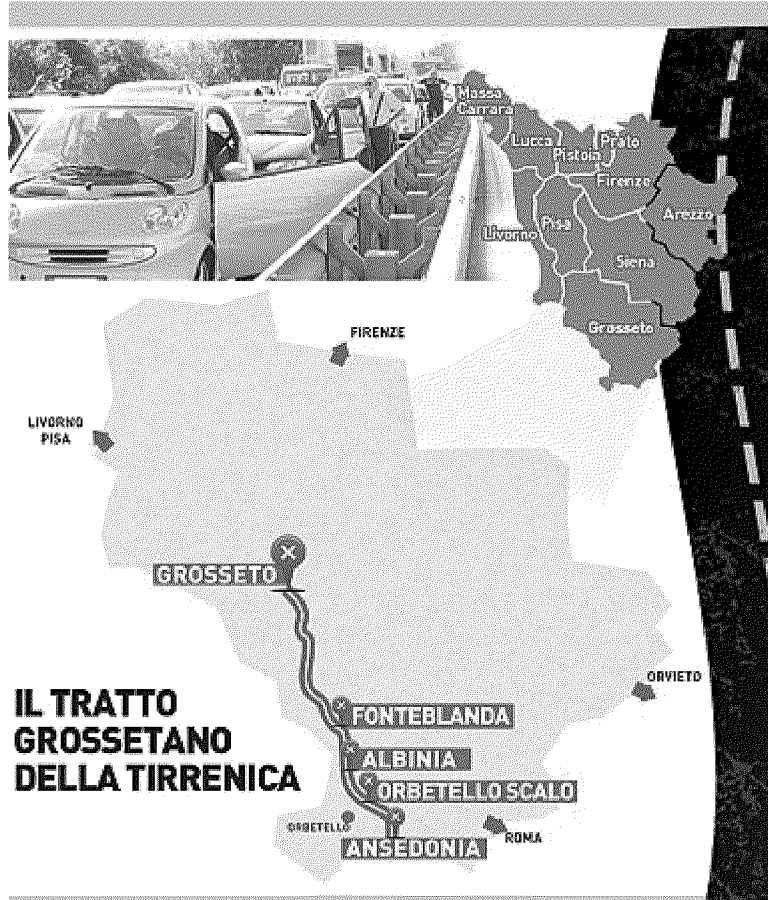 Massa
Carrara
Lucca
Prato
Pistoia
Firenze
Arezzo
Pisa
Livorno
Siena
Grosseto
FIRENZE
LIVORNO
PISA
GROSSETO
ORVIETO
IL TRATTO
GROSSETANO
DELLA TIRRENICA
FONTEBLANDA
ALBINIA
ORBETELLO SCALO
ORBETELLO
ROMA
ANSEDONIA